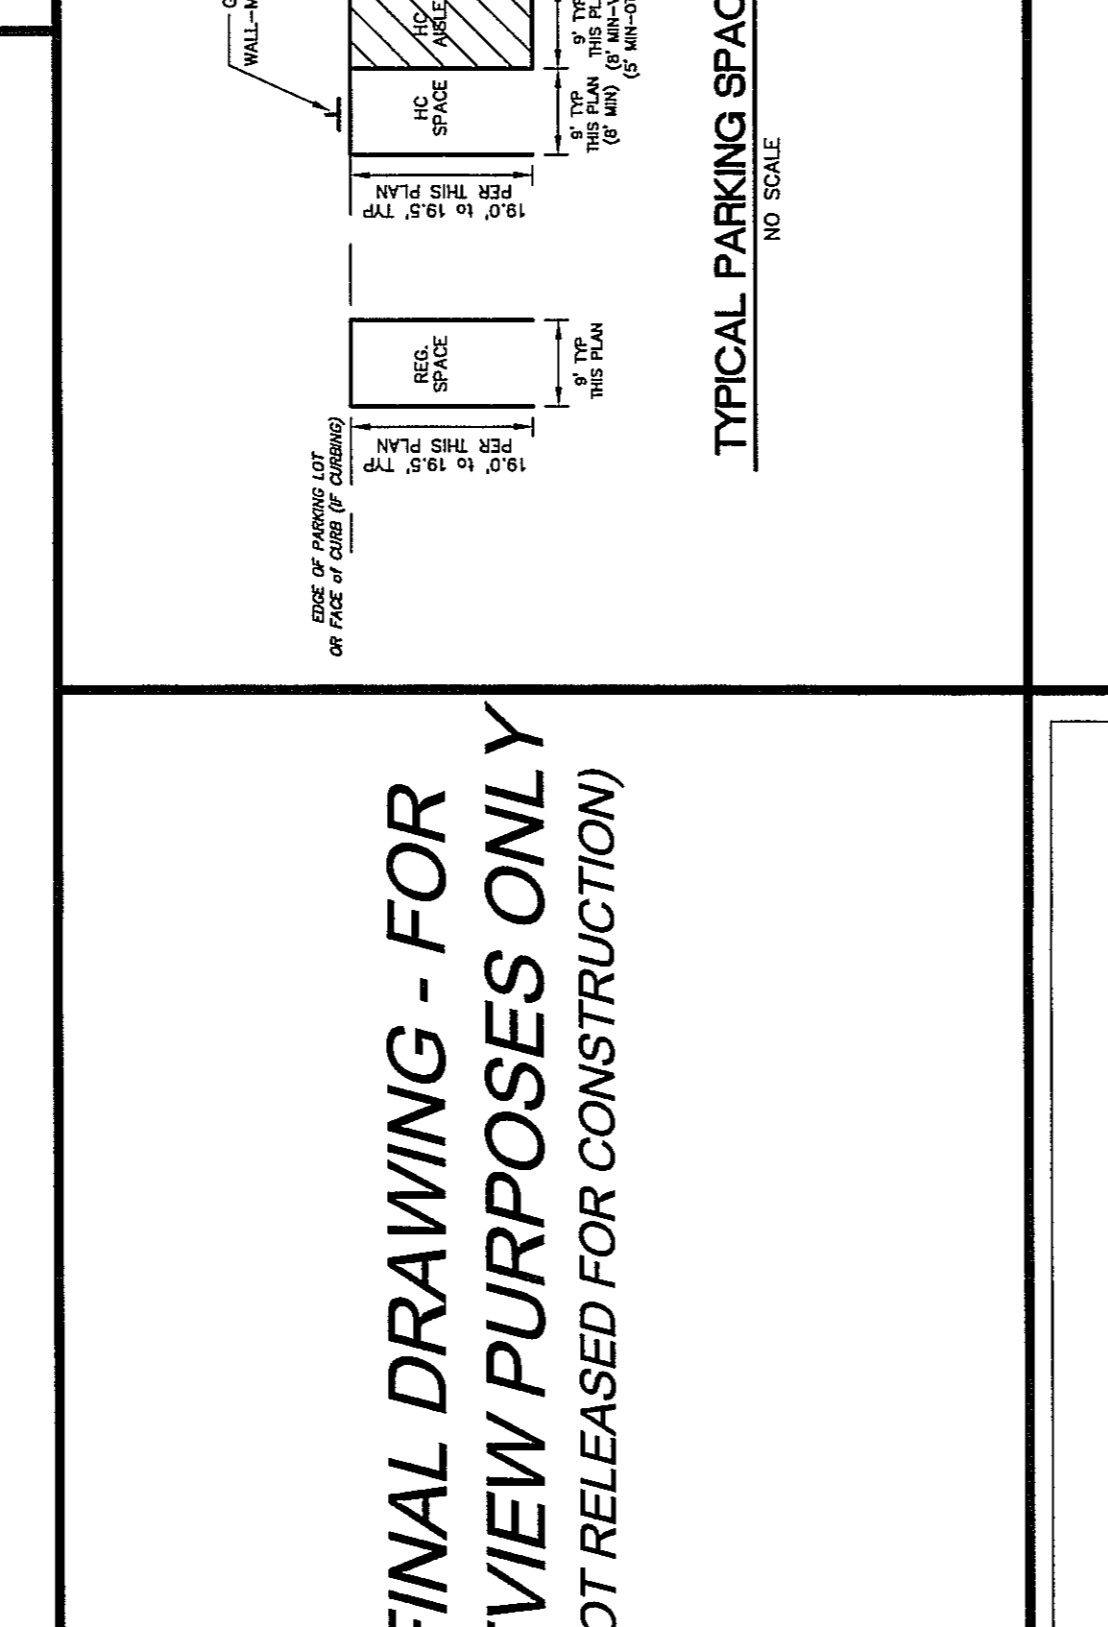 WALL-M
HC
AISLE
HC
SPACE
9' TYP
THIS PL
(8' MIN-V
(5' MIN-OT
9' TYP
THIS PLAN
(8' MIN)
19.0' to 19.5' TYP
PER THIS PLAN
REG.
SPACE
9' TYP
THIS PLAN
19.0' to 19.5' TYP
PER THIS PLAN
EDGE OF PARKING LOT
OR FACE of CURB (IF CURBING)
TYPICAL PARKING SPAC
NO SCALE
FINAL DRAWING - FOR
VIEW PURPOSES ONLY
OT RELEASED FOR CONSTRUCTION)